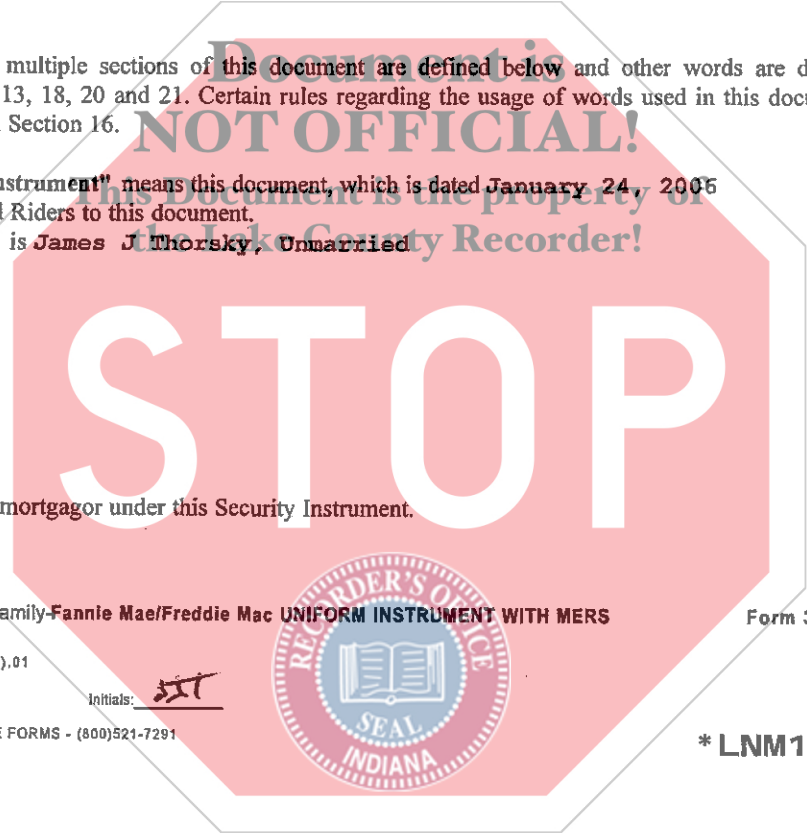 multiple sections of this document are defined below and other words are d
13, 18, 20 and 21. Certain rules regarding the usage of words used in this docu
Section 16.
Document is
NOT OFFICIAL!
This Document is the property of
the Lake County Recorder!
nstrument" means this document, which is dated January 24, 2006
Riders to this document.
is James J Thorsky, Unmarried
STOP
mortgagor under this Security Instrument.
amily-Fannie Mae/Freddie Mac UNIFORM INSTRUMENT WITH MERS Form 3
).01
Initials: JJT
E FORMS - (800)521-7291
RECORDER'S OFFICE
SEAL
INDIANA
*LNM1